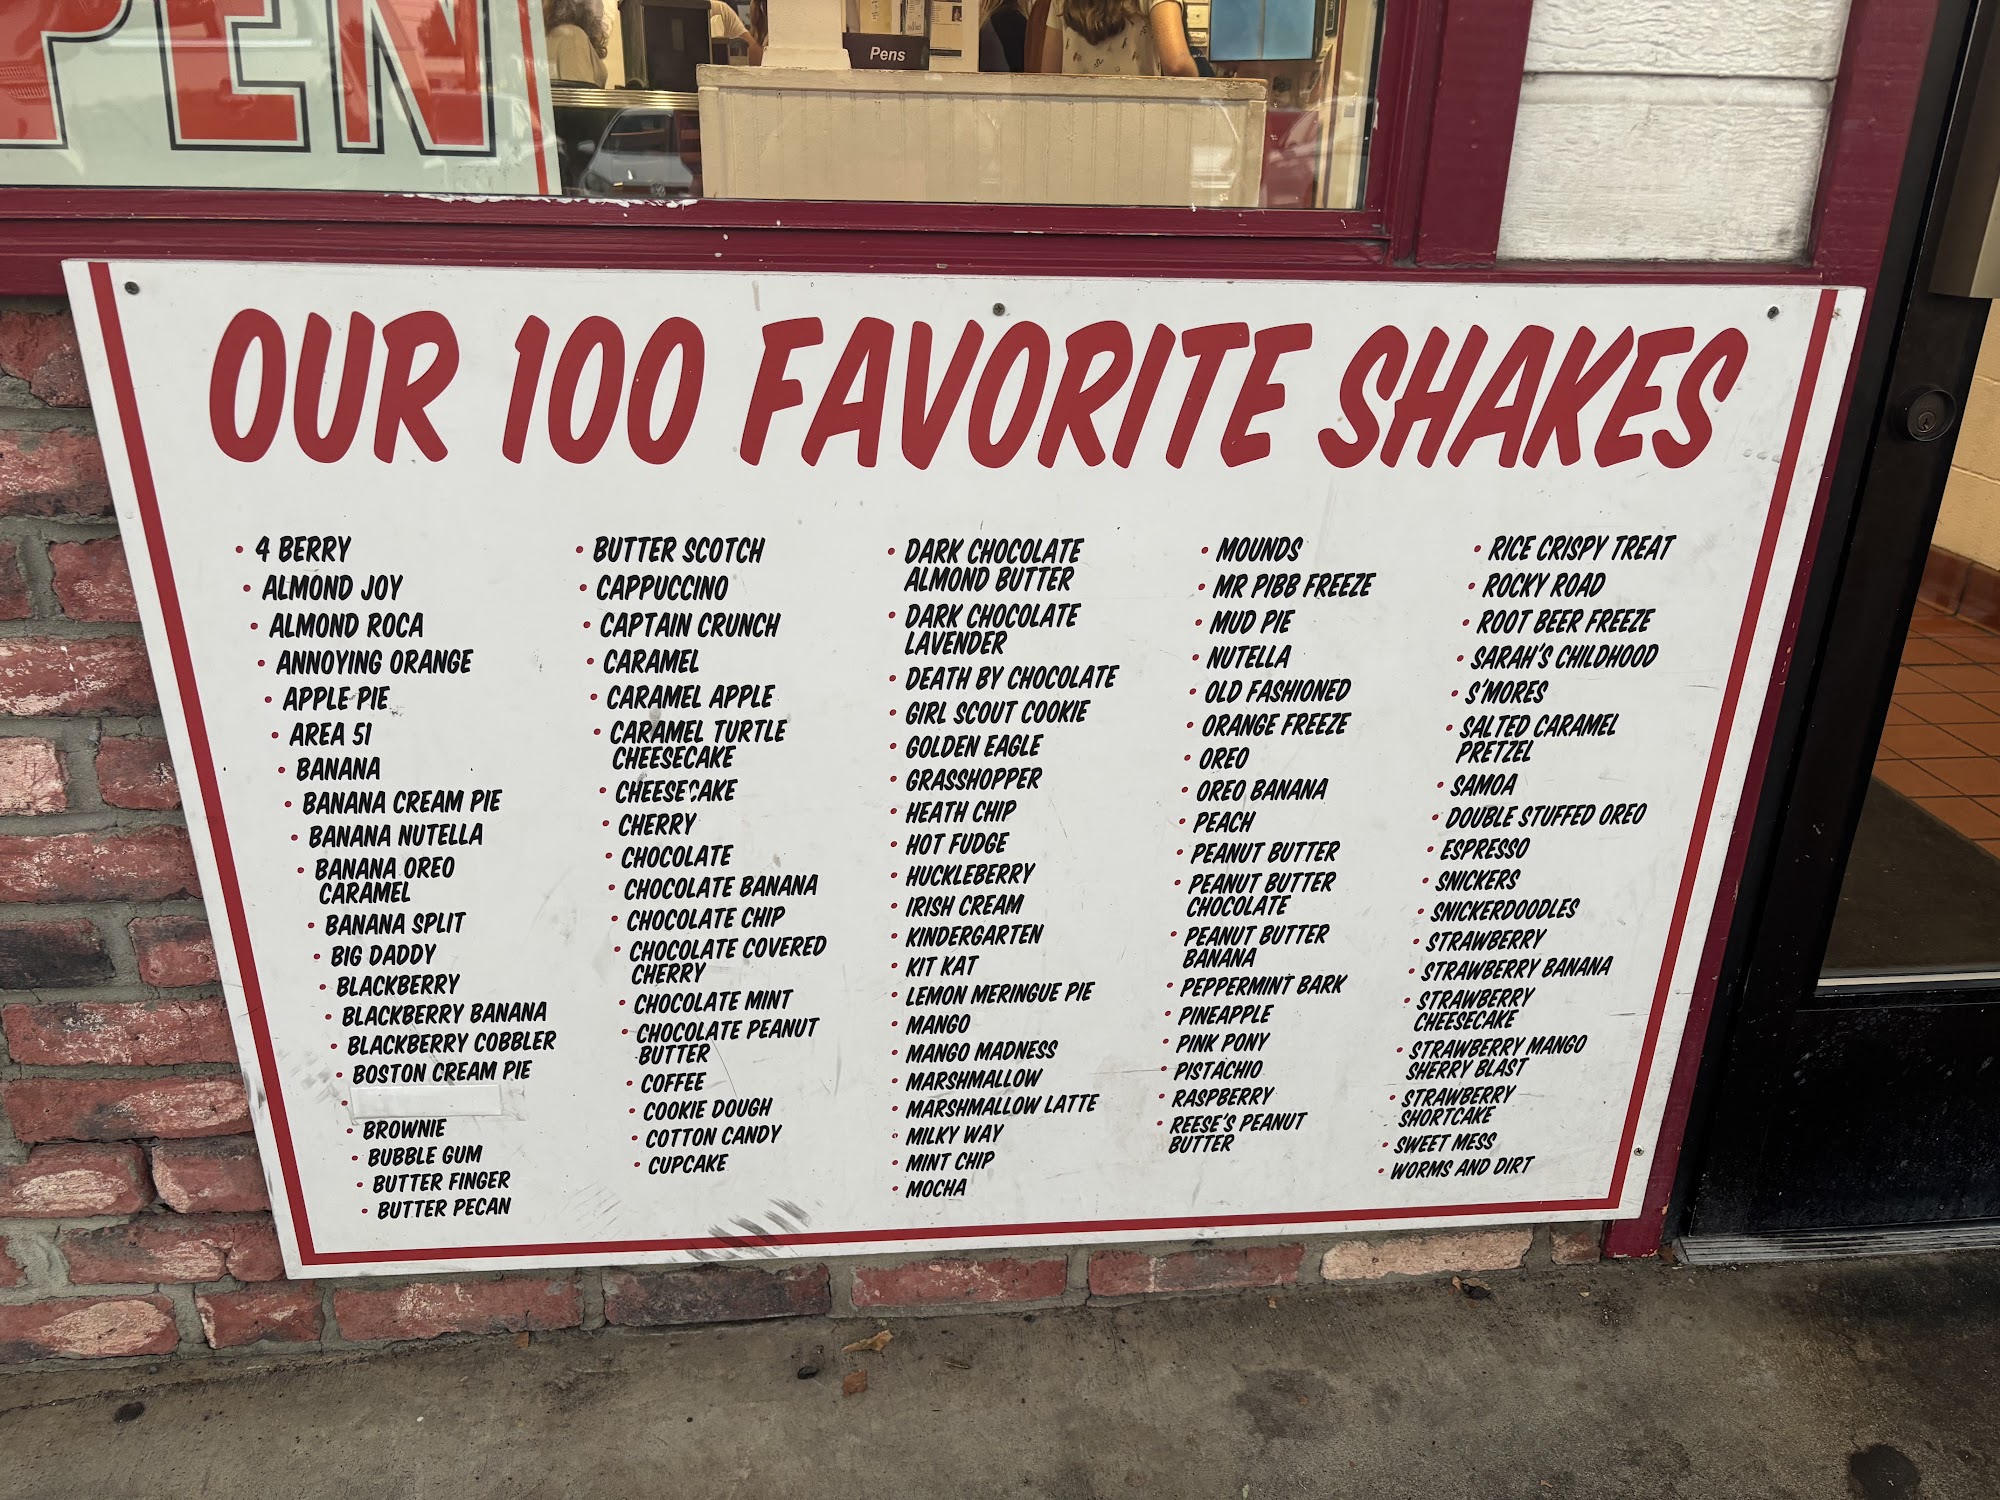 PEN
Pens
OUR 100 FAVORITE SHAKES
• 4 BERRY
• ALMOND JOY
• ALMOND ROCA
• ANNOYING ORANGE
• APPLE PIE
• AREA 51
• BANANA
• BANANA CREAM PIE
• BANANA NUTELLA
• BANANA OREO
CARAMEL
• BANANA SPLIT
• BIG DADDY
• BLACKBERRY
• BLACKBERRY BANANA
• BLACKBERRY COBBLER
• BOSTON CREAM PIE
•
• BROWNIE
• BUBBLE GUM
• BUTTER FINGER
• BUTTER PECAN
• BUTTER SCOTCH
• CAPPUCCINO
• CAPTAIN CRUNCH
• CARAMEL
• CARAMEL APPLE
• CARAMEL TURTLE
CHEESECAKE
• CHEESECAKE
• CHERRY
• CHOCOLATE
• CHOCOLATE BANANA
• CHOCOLATE CHIP
• CHOCOLATE COVERED
CHERRY
• CHOCOLATE MINT
• CHOCOLATE PEANUT
BUTTER
• COFFEE
• COOKIE DOUGH
• COTTON CANDY
• CUPCAKE
• DARK CHOCOLATE
ALMOND BUTTER
• DARK CHOCOLATE
LAVENDER
• DEATH BY CHOCOLATE
• GIRL SCOUT COOKIE
• GOLDEN EAGLE
• GRASSHOPPER
• HEATH CHIP
• HOT FUDGE
• HUCKLEBERRY
• IRISH CREAM
• KINDERGARTEN
• KIT KAT
• LEMON MERINGUE PIE
• MANGO
• MANGO MADNESS
• MARSHMALLOW
• MARSHMALLOW LATTE
• MILKY WAY
• MINT CHIP
• MOCHA
• MOUNDS
• MR PIBB FREEZE
• MUD PIE
• NUTELLA
• OLD FASHIONED
• ORANGE FREEZE
• OREO
• OREO BANANA
• PEACH
• PEANUT BUTTER
• PEANUT BUTTER
CHOCOLATE
• PEANUT BUTTER
BANANA
• PEPPERMINT BARK
• PINEAPPLE
• PINK PONY
• PISTACHIO
• RASPBERRY
• REESE'S PEANUT
BUTTER
• RICE CRISPY TREAT
• ROCKY ROAD
• ROOT BEER FREEZE
• SARAH'S CHILDHOOD
• S'MORES
• SALTED CARAMEL
PRETZEL
• SAMOA
• DOUBLE STUFFED OREO
• ESPRESSO
• SNICKERS
• SNICKERDOODLES
• STRAWBERRY
• STRAWBERRY BANANA
• STRAWBERRY
CHEESECAKE
• STRAWBERRY MANGO
SHERRY BLAST
• STRAWBERRY
SHORTCAKE
• SWEET MESS
• WORMS AND DIRT